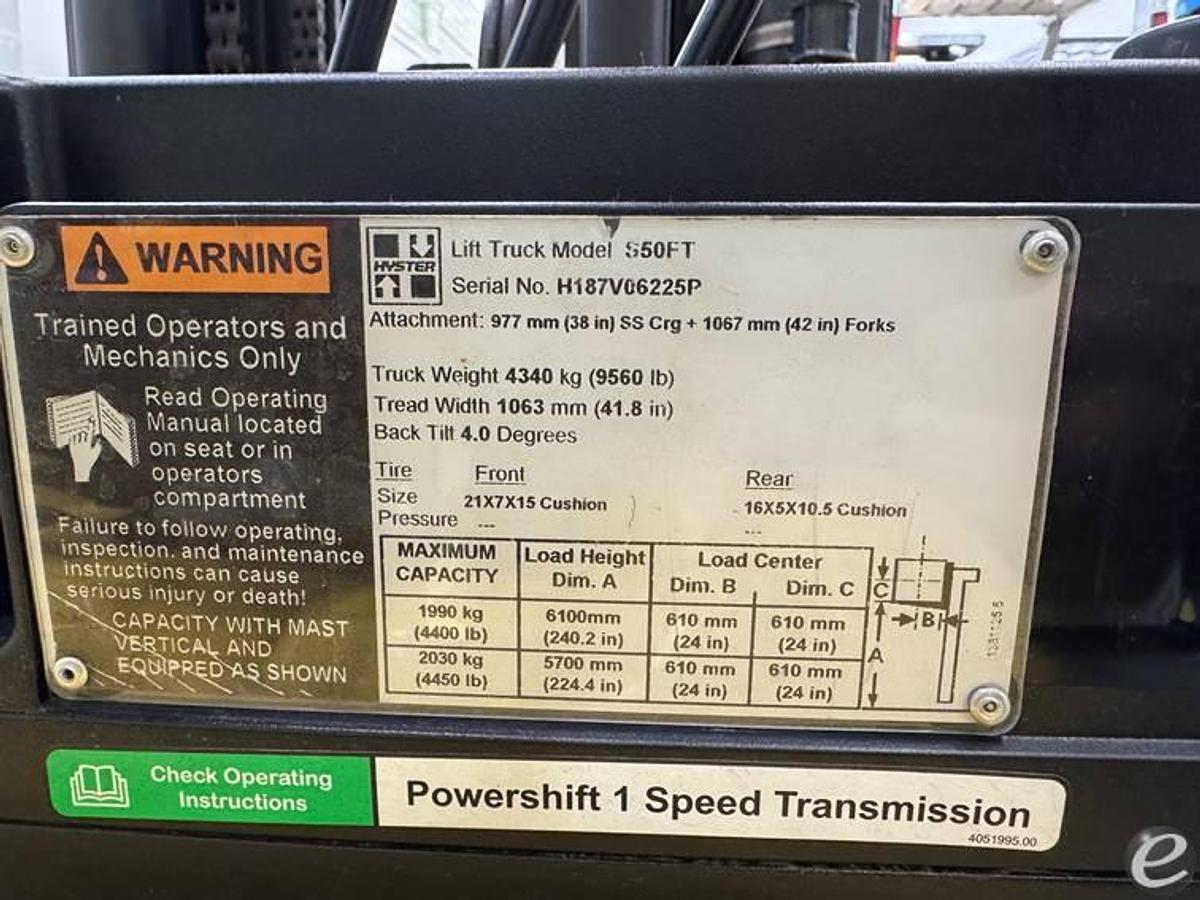 WARNING
Trained Operators and
Mechanics Only
Read Operating
Manual located
on seat or in
operators
compartment
Failure to follow operating,
inspection. and maintenance
instructions can cause
serious injury or death!
CAPACITY WITH MAST
VERTICAL AND
EQUIPPED AS SHOWN
HYSTER
Lift Truck Model S50FT
Serial No. H187V06225P
Attachment: 977 mm (38 in) SS Crg + 1067 mm (42 in) Forks
Truck Weight 4340 kg (9560 lb)
Tread Width 1063 mm (41.8 in)
Back Tilt 4.0 Degrees
Tire Front Rear
Size 21X7X15 Cushion 16X5X10.5 Cushion
Pressure --- ---
MAXIMUM CAPACITY Load Height Dim. A Load Center Dim. B Dim. C
1990 kg 6100mm 610 mm 610 mm
(4400 lb) (240.2 in) (24 in) (24 in)
2030 kg 5700 mm 610 mm 610 mm
(4450 lb) (224.4 in) (24 in) (24 in)
C
B
A
Check Operating
Instructions
Powershift 1 Speed Transmission
4051995.00
e